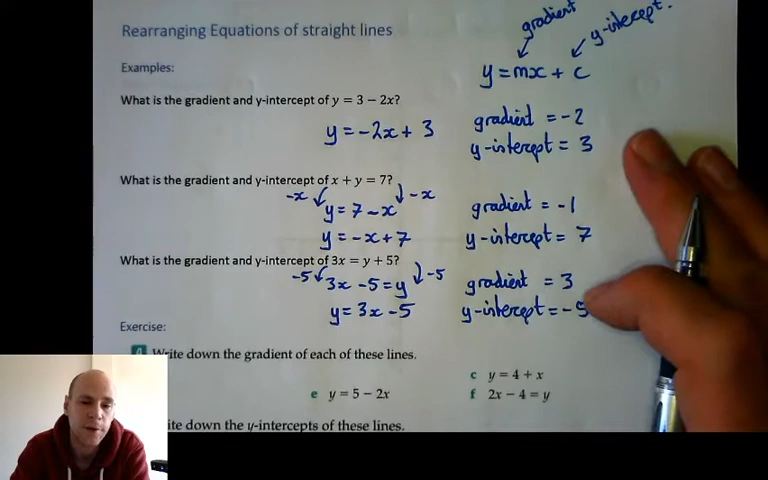 Rearranging Equations of straight lines
gradient
y-intercept.
Examples:
y = mx + c
What is the gradient and y-intercept of y = 3 − 2x?
y = -2x + 3
gradient = -2
y-intercept = 3
What is the gradient and y-intercept of x + y = 7?
-x -x
y = 7 - x
y = -x + 7
gradient = -1
y-intercept = 7
What is the gradient and y-intercept of 3x = y + 5?
-5 -5
3x - 5 = y
y = 3x - 5
gradient = 3
y-intercept = -5
Exercise:
Write down the gradient of each of these lines.
c y = 4 + x
e y = 5 − 2x
f 2x − 4 = y
ite down the y-intercepts of these lines.